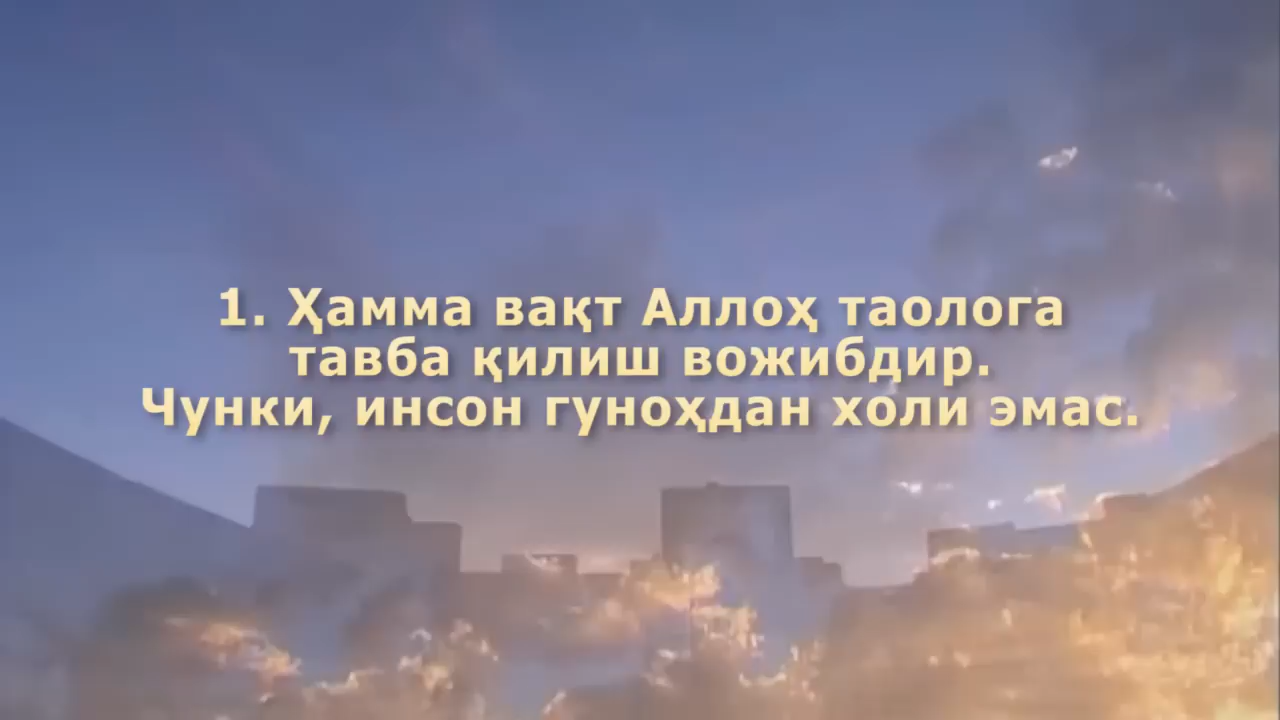 1. Ҳамма вақт Аллоҳ таолога
тавба қилиш вожибдир.
Чунки, инсон гуноҳдан холи эмас.